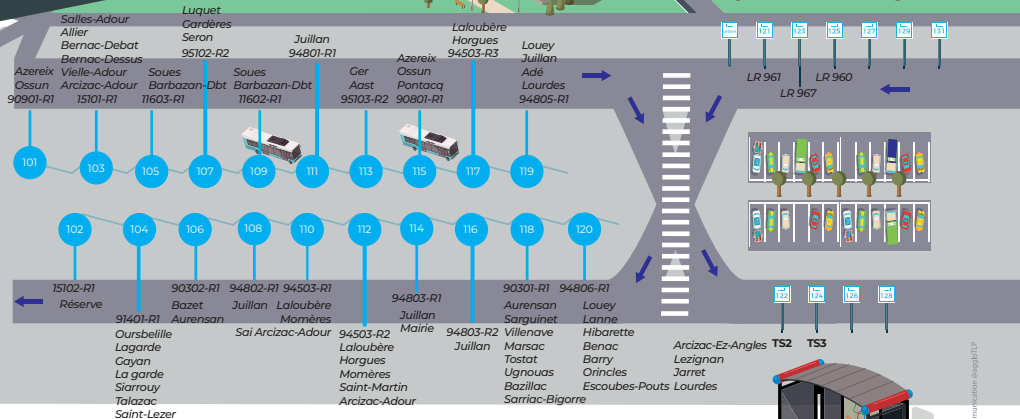 Salles-Adour
Allier
Bernac-Debat
Bernac-Dessus
Vielle-Adour
Arcizac-Adour
15101-R1
Azereix
Ossun
90901-R1
Soues
Barbazan-Dbt
11603-R1
Luquet
Gardères
Seron
95102-R2
Soues
Barbazan-Dbt
11602-R1
Juillan
94801-R1
Ger
Aast
95103-R2
Azereix
Ossun
Pontacq
90801-R1
Laloubère
Horgues
94503-R3
Louey
Juillan
Adé
Lourdes
94805-R1
121
123
125
127
129
131
LR 961
LR 967
LR 960
101
103
105
107
109
111
113
115
117
119
102
104
106
108
110
112
114
116
118
120
15102-R1
Réserve
91401-R1
Oursbelille
Lagarde
Gayan
La garde
Siarrouy
Talazac
Saint-Lezer
90302-R1
Bazet
Aurensan
94802-R1
Juillan
94503-R1
Laloubère
Momères
Sai Arcizac-Adour
94503-R2
Laloubère
Horgues
Momères
Saint-Martin
Arcizac-Adour
94803-R1
Juillan
Mairie
94803-R2
Juillan
90301-R1
Aurensan
Sarguinet
Villenave
Marsac
Tostat
Ugnouas
Bazillac
Sarriac-Bigorre
94806-R1
Louey
Lanne
Hibarette
Benac
Barry
Orincles
Escoubes-Pouts
Arcizac-Ez-Angles
Lezignan
Jarret
Lourdes
122
124
126
128
TS2
TS3
munication @aggloTLP